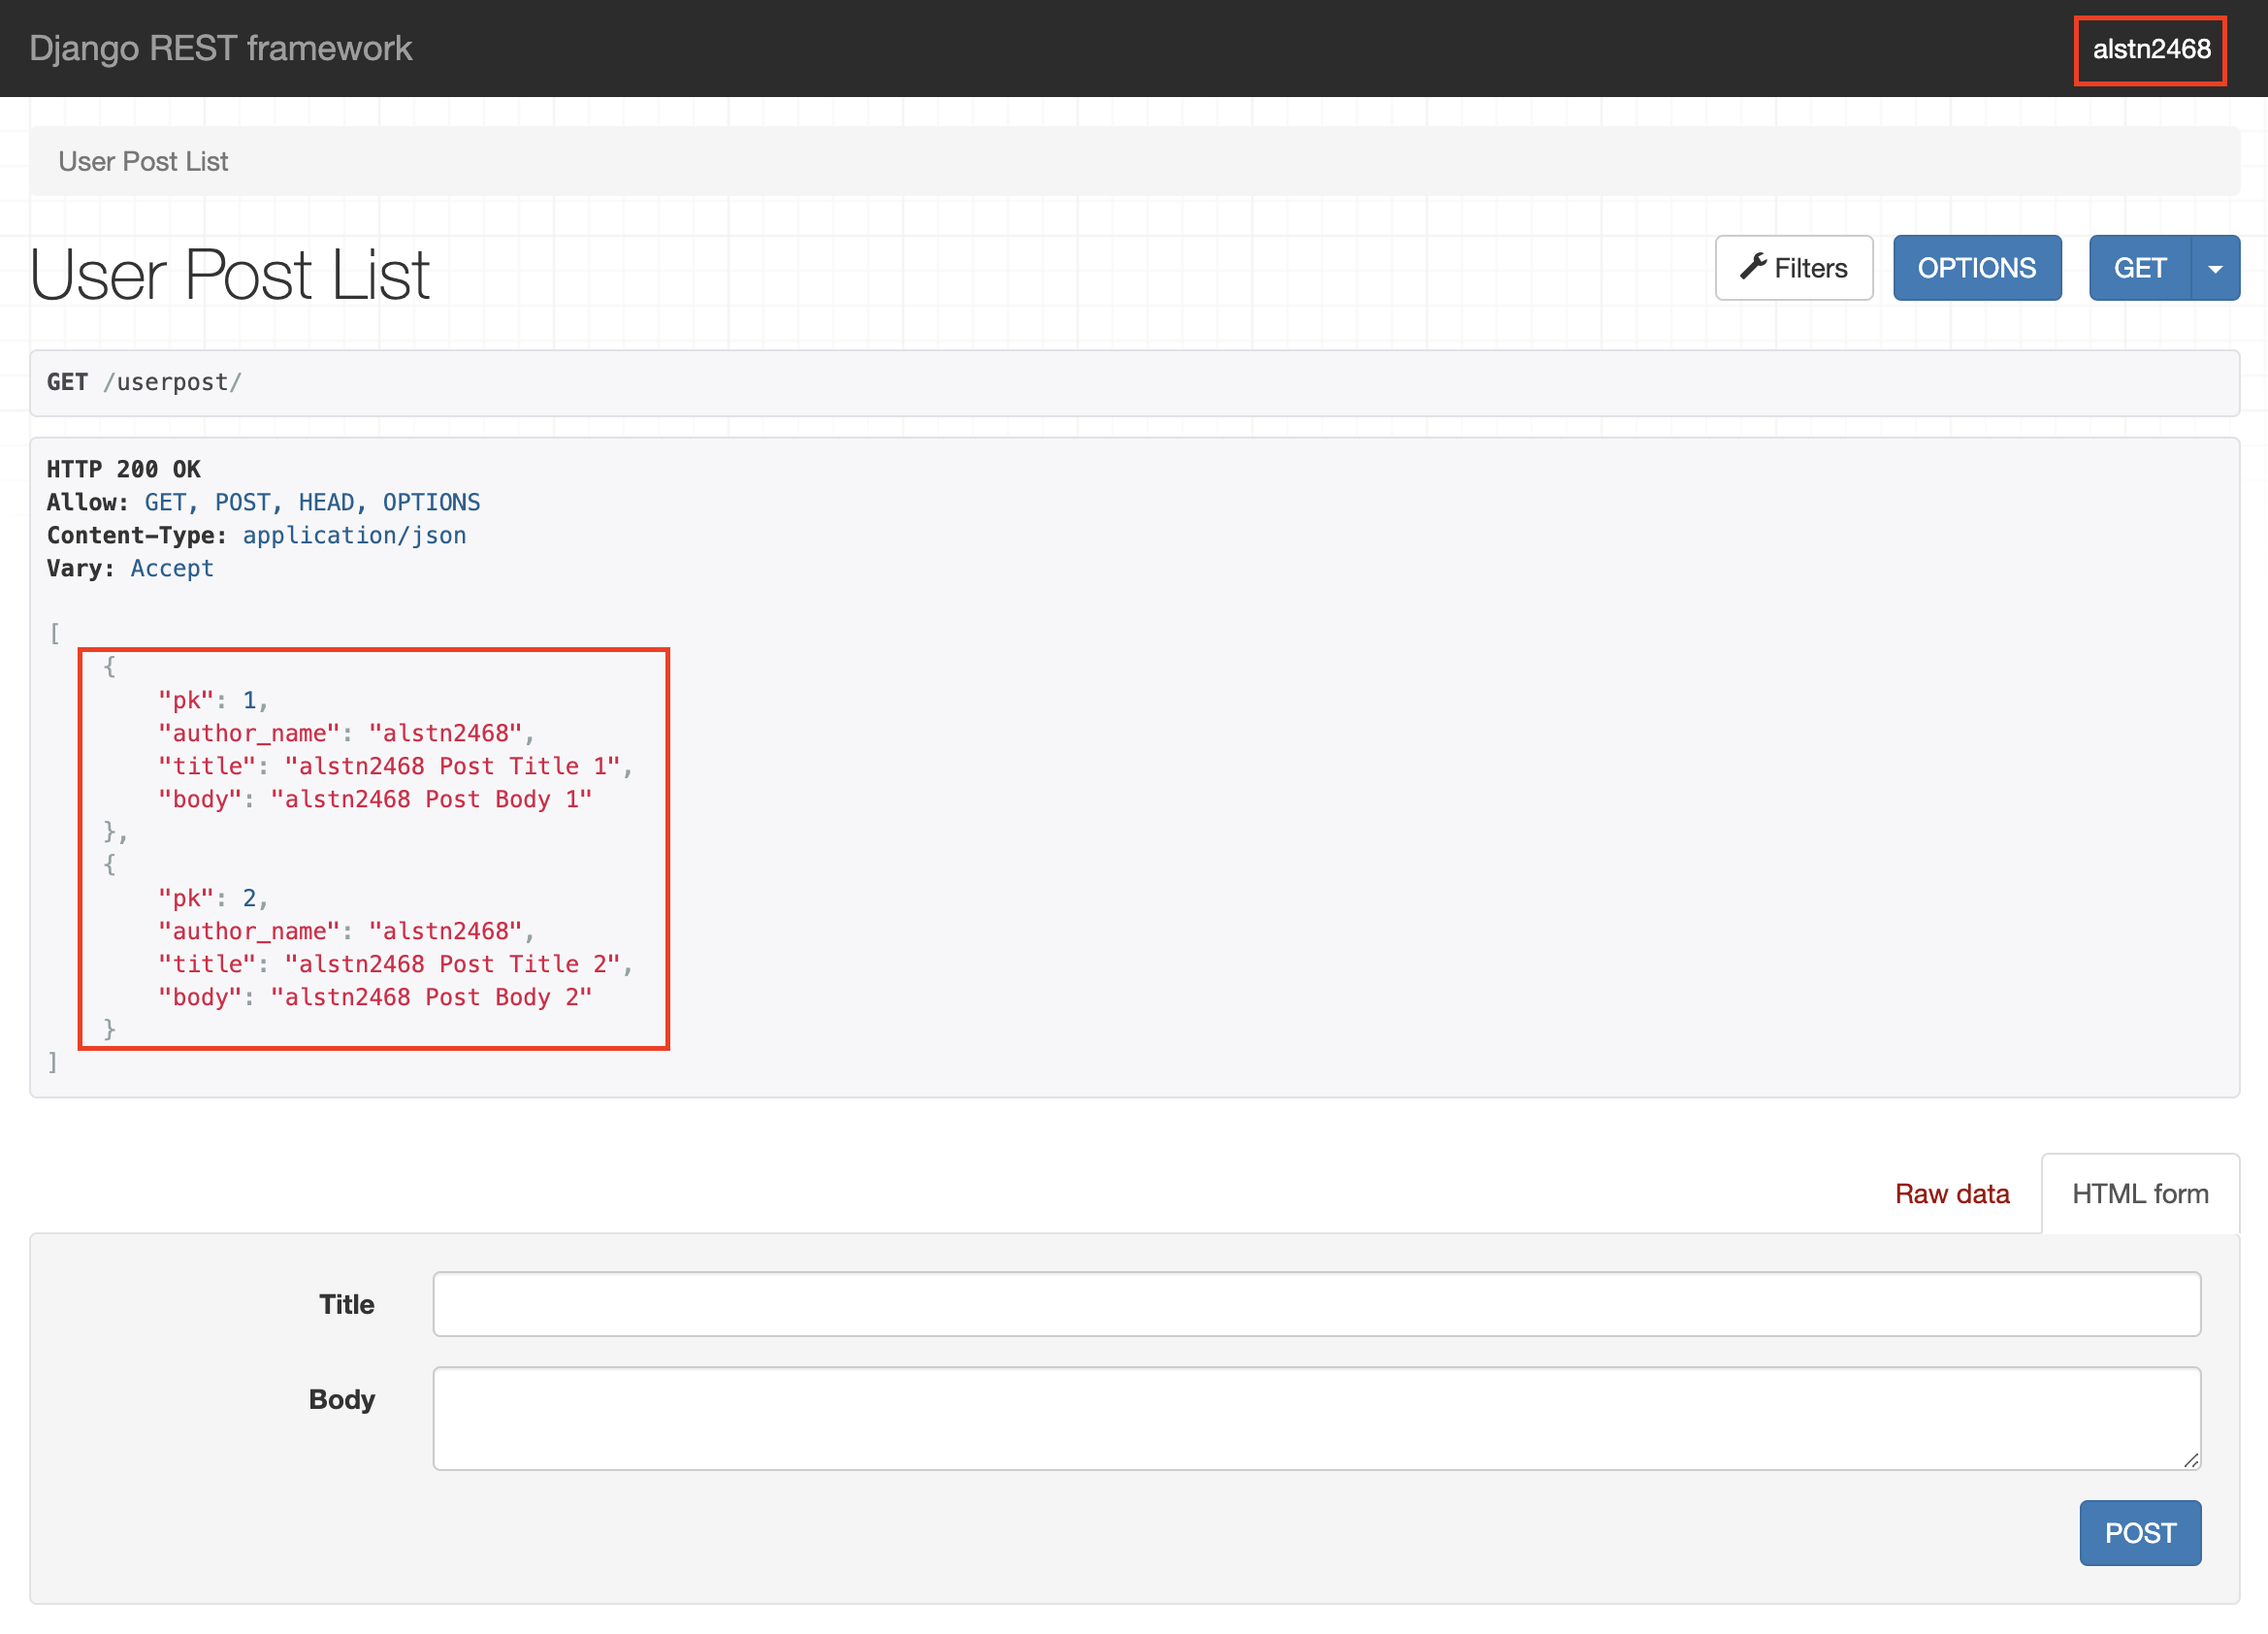 Django REST framework
alstn2468
User Post List
User Post List
Filters
OPTIONS
GET
GET /userpost/
HTTP 200 OK
Allow: GET, POST, HEAD, OPTIONS
Content-Type: application/json
Vary: Accept
[
    {
        "pk": 1,
        "author_name": "alstn2468",
        "title": "alstn2468 Post Title 1",
        "body": "alstn2468 Post Body 1"
    },
    {
        "pk": 2,
        "author_name": "alstn2468",
        "title": "alstn2468 Post Title 2",
        "body": "alstn2468 Post Body 2"
    }
]
Raw data
HTML form
Title
Body
POST